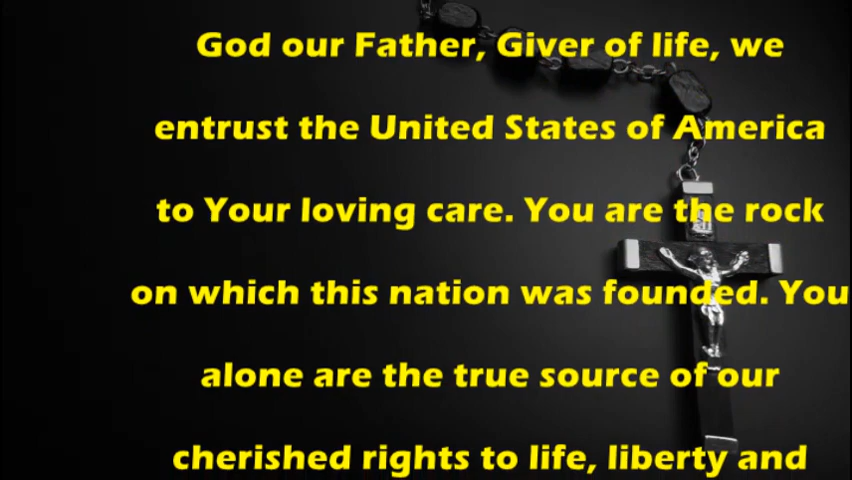 God our Father, Giver of life, we
entrust the United States of America
to Your loving care. You are the rock
on which this nation was founded. You
alone are the true source of our
cherished rights to life, liberty and